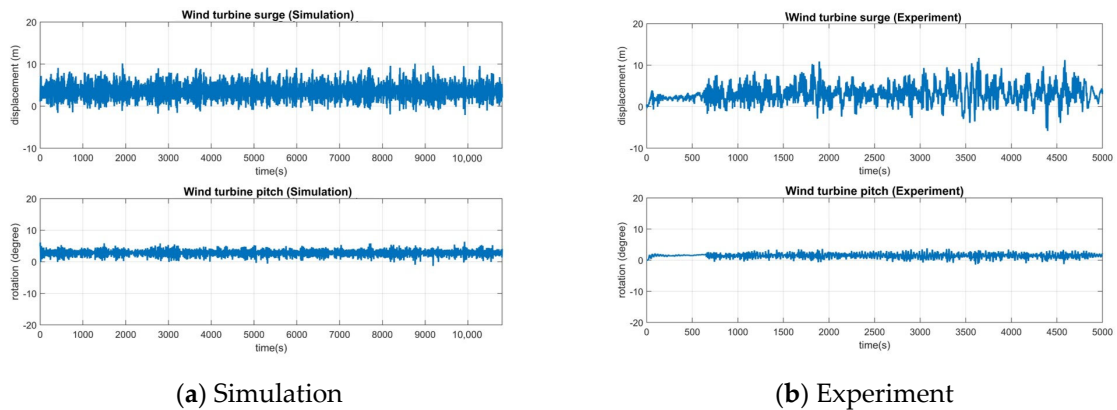 Wind turbine surge (Simulation)
displacement (m)
20
10
0
-10
0 1000 2000 3000 4000 5000 6000 7000 8000 9000 10,000
time(s)
Wind turbine pitch (Simulation)
rotation (degree)
20
10
0
-10
-20
0 1000 2000 3000 4000 5000 6000 7000 8000 9000 10,000
time(s)
(a) Simulation
Wind turbine surge (Experiment)
displacement (m)
20
10
0
-10
0 500 1000 1500 2000 2500 3000 3500 4000 4500 5000
time(s)
Wind turbine pitch (Experiment)
rotation (degree)
20
10
0
-10
-20
0 500 1000 1500 2000 2500 3000 3500 4000 4500 5000
time(s)
(b) Experiment